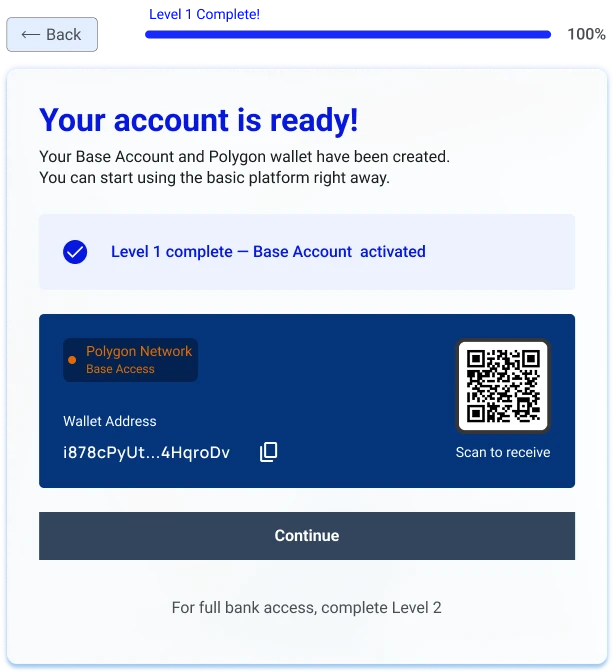 Level 1 Complete!
← Back
100%
Your account is ready!
Your Base Account and Polygon wallet have been created.
You can start using the basic platform right away.
Level 1 complete — Base Account activated
Polygon Network
Base Access
Wallet Address
i878cPyUt...4HqroDv
Scan to receive
Continue
For full bank access, complete Level 2